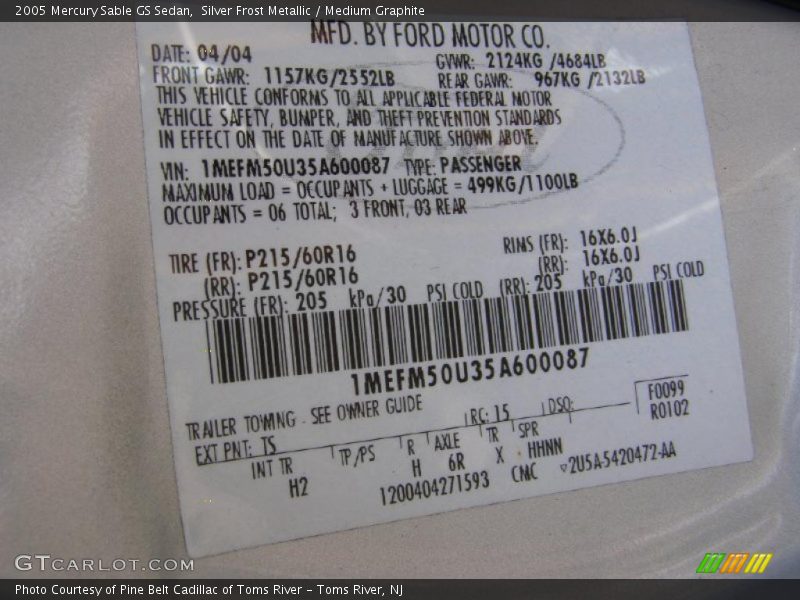 2005 Mercury Sable GS Sedan, Silver Frost Metallic / Medium Graphite
MFD. BY FORD MOTOR CO.
DATE: 04/04 GVWR: 2124KG /4684LB
FRONT GAWR: 1157KG/2552LB REAR GAWR: 967KG /2132LB
THIS VEHICLE CONFORMS TO ALL APPLICABLE FEDERAL MOTOR
VEHICLE SAFETY, BUMPER, AND THEFT PREVENTION STANDARDS
IN EFFECT ON THE DATE OF MANUFACTURE SHOWN ABOVE.
VIN: 1MEFM50U35A600087 TYPE: PASSENGER
MAXIMUM LOAD = OCCUPANTS + LUGGAGE = 499KG/1100LB
OCCUPANTS = 06 TOTAL; 3 FRONT, 03 REAR
TIRE (FR): P215/60R16 RIMS (FR): 16X6.0J
(RR): P215/60R16 (RR): 16X6.0J
PRESSURE (FR): 205 kPa/30 PSI COLD (RR): 205 kPa/30 PSI COLD
1MEFM50U35A600087
TRAILER TOWING - SEE OWNER GUIDE
EXT PNT: TS RC: 15 DSO: F0099
R0102
INT TR TP/PS R AXLE TR SPR
H2 H 6R X HHNN
1200404271593 CMC ▽2U5A-5420472-AA
GTCARLOT.COM
Photo Courtesy of Pine Belt Cadillac of Toms River – Toms River, NJ